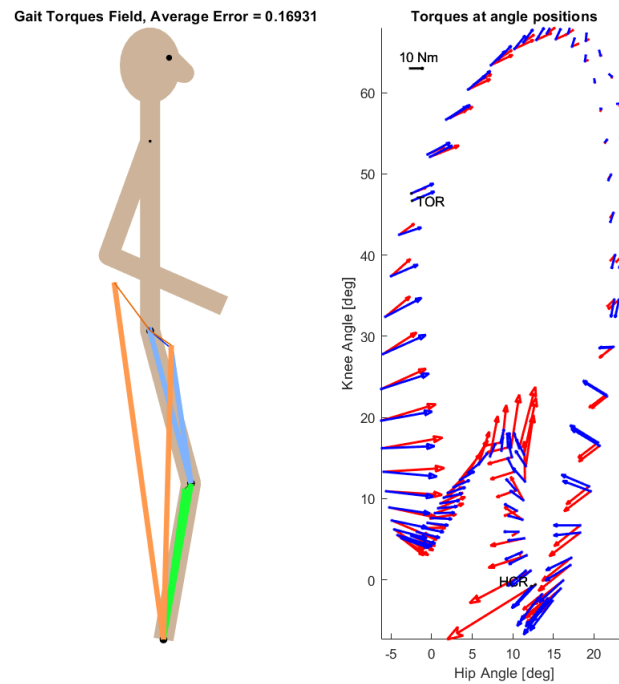 Gait Torques Field, Average Error = 0.16931
Torques at angle positions
10 Nm
60
50
TOR
40
Knee Angle [deg]
30
20
10
0
HCR
-5 0 5 10 15 20
Hip Angle [deg]